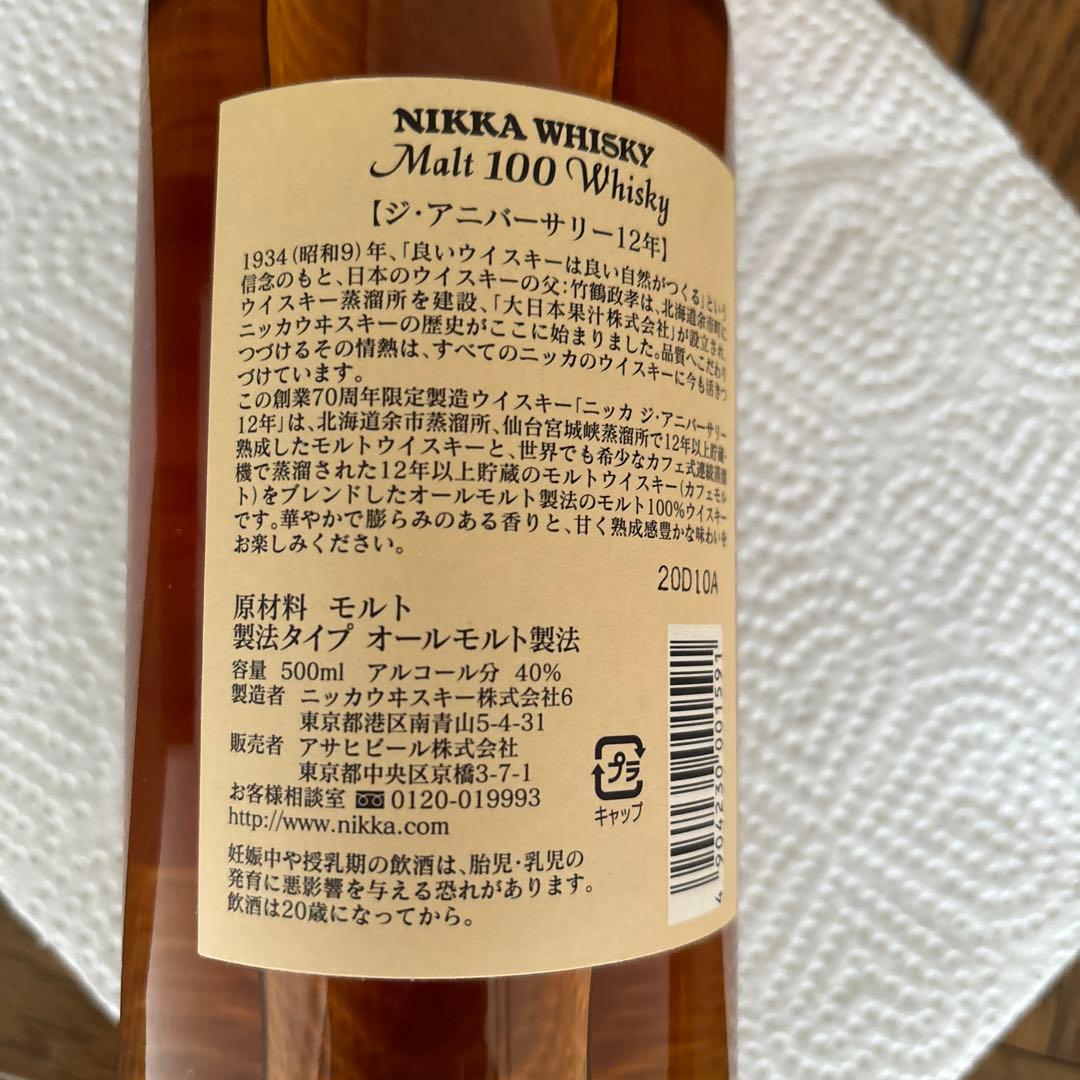 NIKKA WHISKY
Malt 100 Whisky
【ジ・アニバーサリー12年】
1934(昭和9)年、「良いウイスキーは良い自然がつくる」という
信念のもと、日本のウイスキーの父:竹鶴政孝は、北海道余市町に
ウイスキー蒸溜所を建設、「大日本果汁株式会社」が設立され、
ニッカウヰスキーの歴史がここに始まりました。品質へこだわり
つづけるその情熱は、すべてのニッカのウイスキーに今も活きつ
づけています。
この創業70周年限定製造ウイスキー「ニッカ ジ・アニバーサリー
12年」は、北海道余市蒸溜所、仙台宮城峡蒸溜所で12年以上貯蔵・
熟成したモルトウイスキーと、世界でも希少なカフェ式連続蒸溜
機で蒸溜された12年以上貯蔵のモルトウイスキー(カフェモル
ト)をブレンドしたオールモルト製法のモルト100%ウイスキー
です。華やかで膨らみのある香りと、甘く熟成感豊かな味わいを
お楽しみください。
20D10A
原材料 モルト
製法タイプ オールモルト製法
容量 500ml アルコール分 40%
製造者 ニッカウヰスキー株式会社6
東京都港区南青山5-4-31
販売者 アサヒビール株式会社
東京都中央区京橋3-7-1
お客様相談室 0120-019993
http://www.nikka.com
プラ
キャップ
妊娠中や授乳期の飲酒は、胎児・乳児の
発育に悪影響を与える恐れがあります。
飲酒は20歳になってから。
4 904230 001591